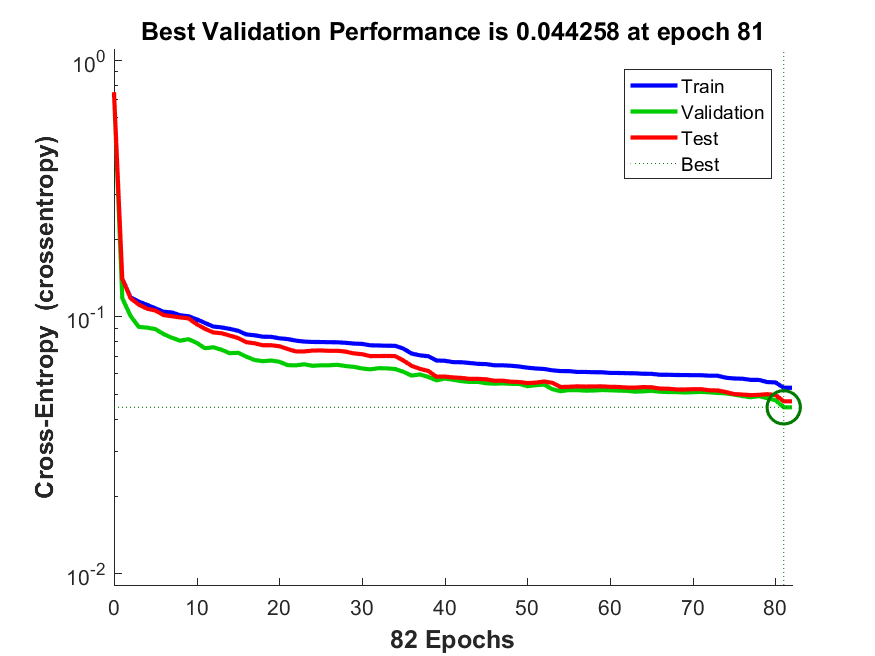 Best Validation Performance is 0.044258 at epoch 81
10^0
10^-1
10^-2
Cross-Entropy (crossentropy)
Train
Validation
Test
Best
0 10 20 30 40 50 60 70 80
82 Epochs